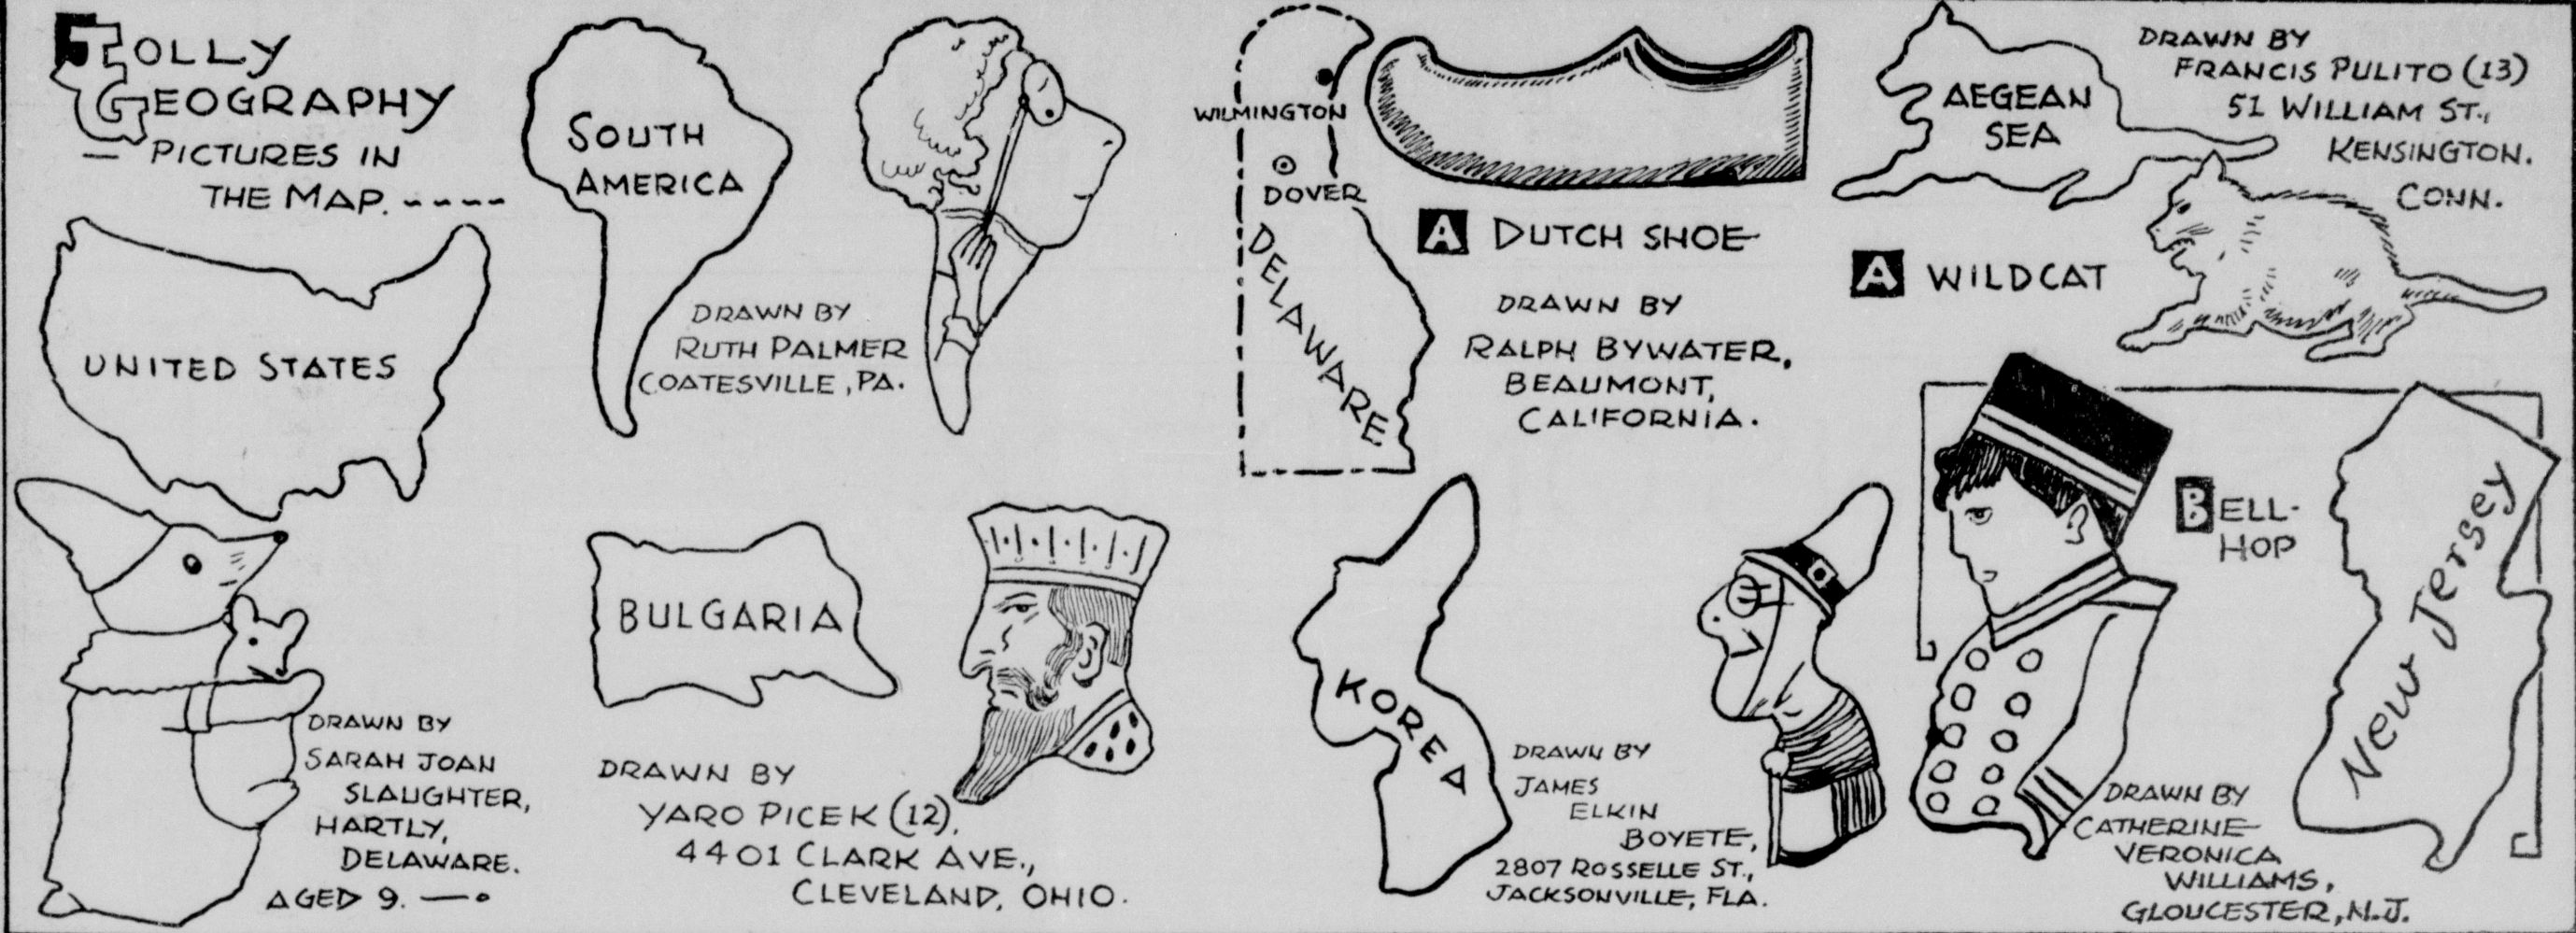 JOLLY
GEOGRAPHY
— PICTURES IN
THE MAP. ----
UNITED STATES
DRAWN BY
SARAH JOAN
SLAUGHTER,
HARTLY,
DELAWARE.
AGED 9. —•
SOUTH
AMERICA
DRAWN BY
RUTH PALMER
COATESVILLE, PA.
BULGARIA
DRAWN BY
YARO PICEK (12),
4401 CLARK AVE.,
CLEVELAND, OHIO.
WILMINGTON
DOVER
DELAWARE
A DUTCH SHOE
DRAWN BY
RALPH BYWATER,
BEAUMONT,
CALIFORNIA.
KOREA
DRAWN BY
JAMES
ELKIN
BOYETE,
2807 ROSSELLE ST.,
JACKSONVILLE, FLA.
AEGEAN
SEA
DRAWN BY
FRANCIS PULITO (13)
51 WILLIAM ST.,
KENSINGTON.
CONN.
A WILDCAT
BELL-
HOP
New Jersey
DRAWN BY
CATHERINE
VERONICA
WILLIAMS,
GLOUCESTER, N.J.